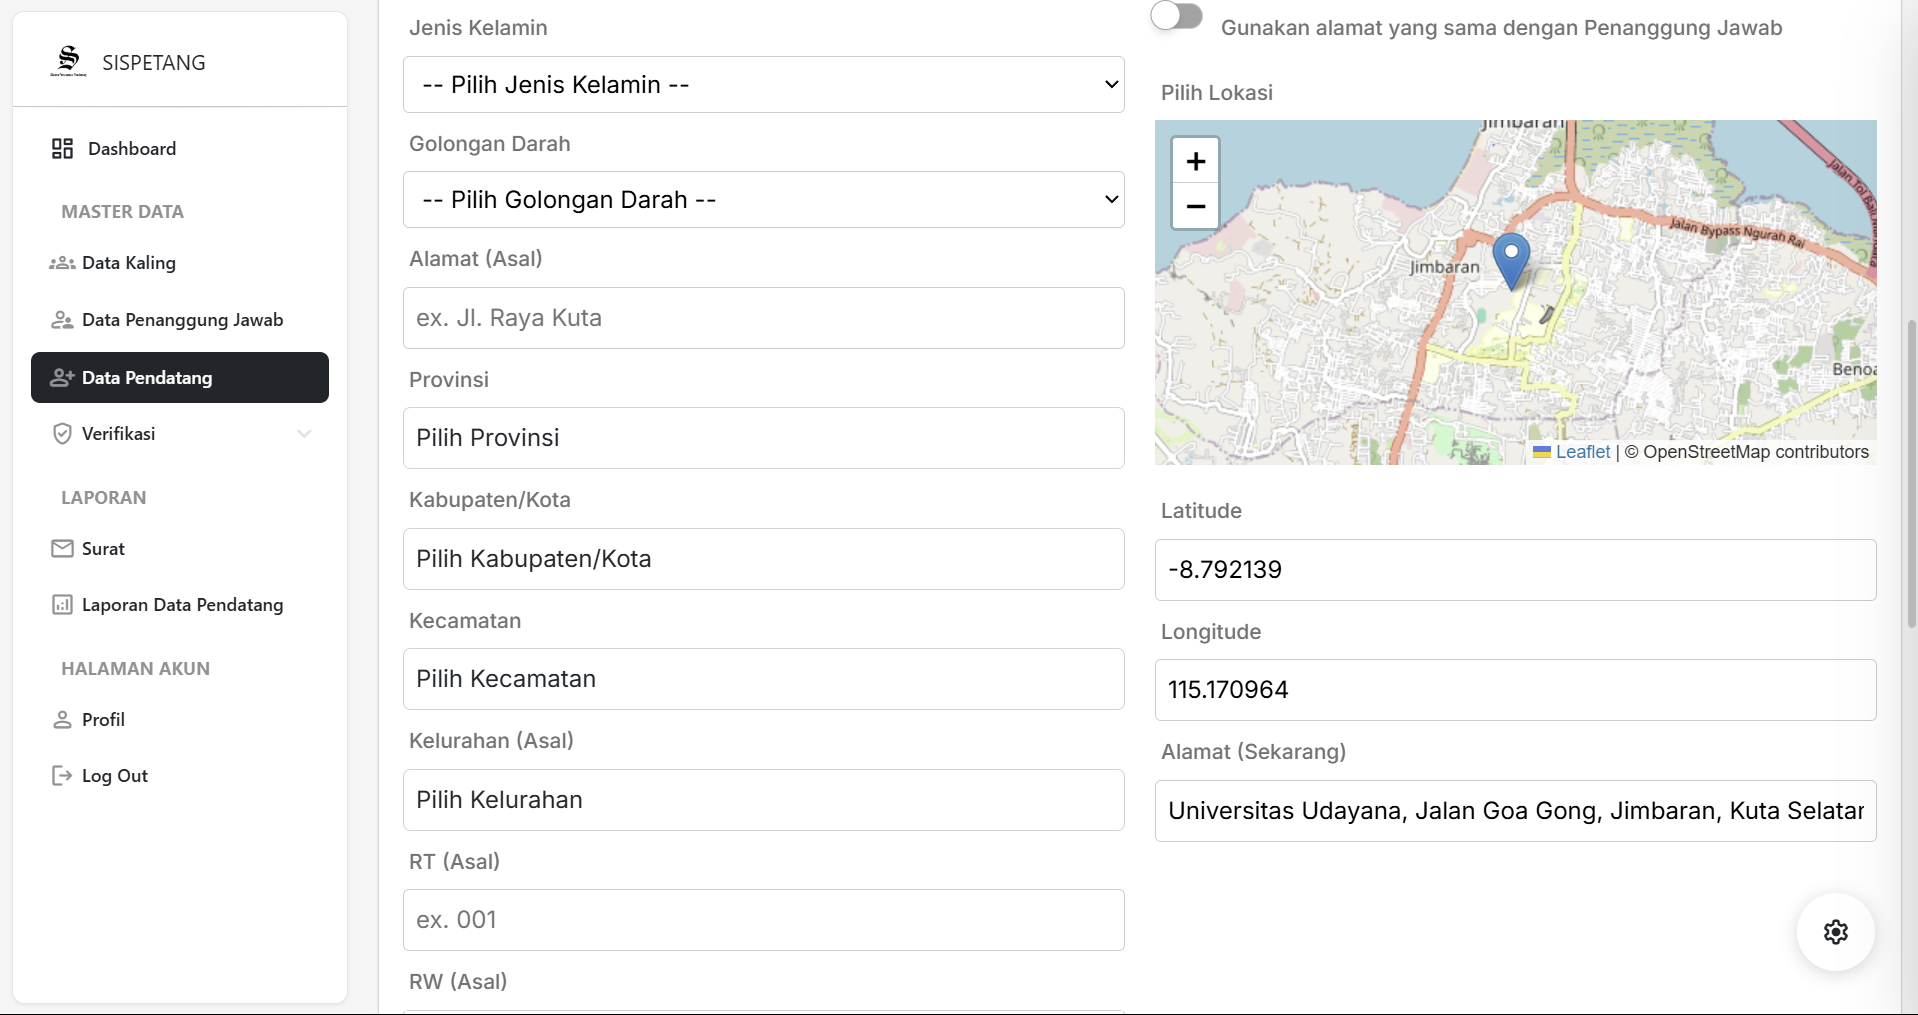 SISPETANG
Dashboard
MASTER DATA
Data Kaling
Data Penanggung Jawab
Data Pendatang
Verifikasi
LAPORAN
Surat
Laporan Data Pendatang
HALAMAN AKUN
Profil
Log Out
Jenis Kelamin
-- Pilih Jenis Kelamin --
Golongan Darah
-- Pilih Golongan Darah --
Alamat (Asal)
ex. Jl. Raya Kuta
Provinsi
Pilih Provinsi
Kabupaten/Kota
Pilih Kabupaten/Kota
Kecamatan
Pilih Kecamatan
Kelurahan (Asal)
Pilih Kelurahan
RT (Asal)
ex. 001
RW (Asal)
Gunakan alamat yang sama dengan Penanggung Jawab
Pilih Lokasi
+
−
Jimbaran
Jalan Tol Bali
Jalan Bypass Ngurah Rai
Jimbaran
Benoa
Leaflet | © OpenStreetMap contributors
Latitude
-8.792139
Longitude
115.170964
Alamat (Sekarang)
Universitas Udayana, Jalan Goa Gong, Jimbaran, Kuta Selatan